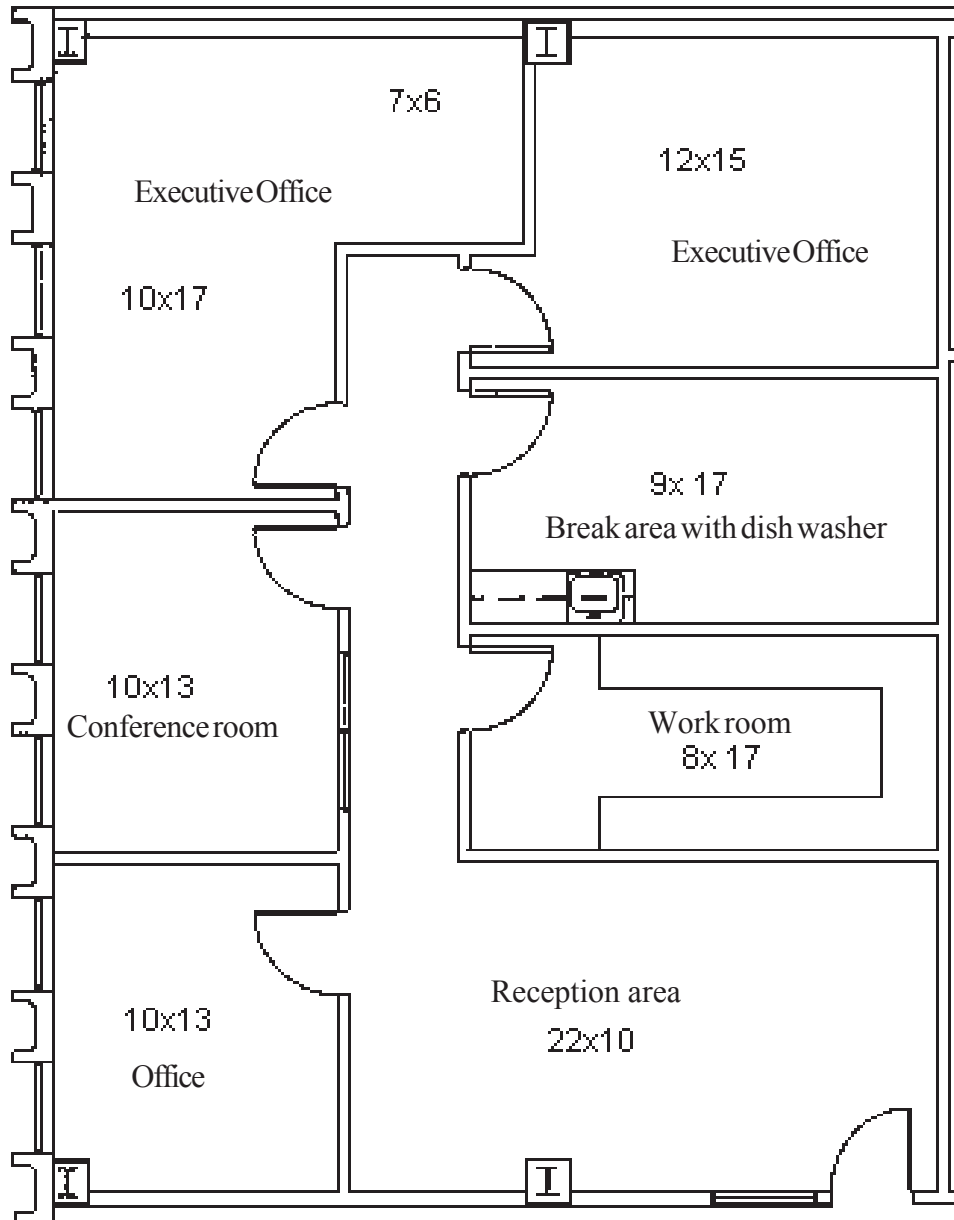 7x6
12x15
Executive Office
Executive Office
10x17
9x 17
Break area with dish washer
10x13
Conference room
Work room
8x 17
Reception area
22x10
10x13
Office